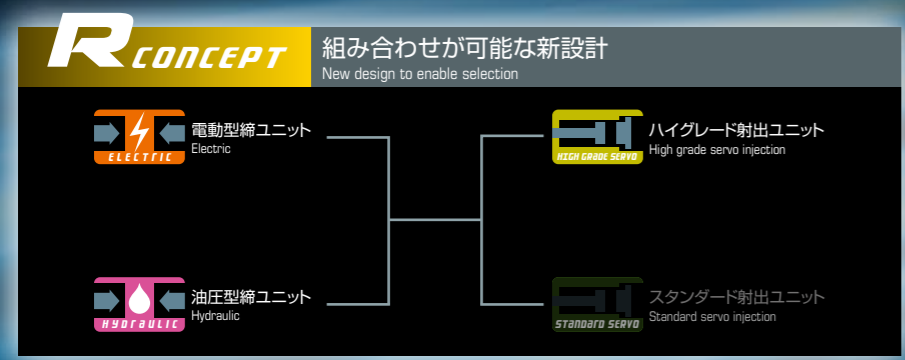 R CONCEPT
組み合わせが可能な新設計
New design to enable selection
ELECTRIC
電動型締ユニット
Electric
HIGH GRADE SERVO
ハイグレード射出ユニット
High grade servo injection
HYDRAULIC
油圧型締ユニット
Hydraulic
STANDARD SERVO
スタンダード射出ユニット
Standard servo injection